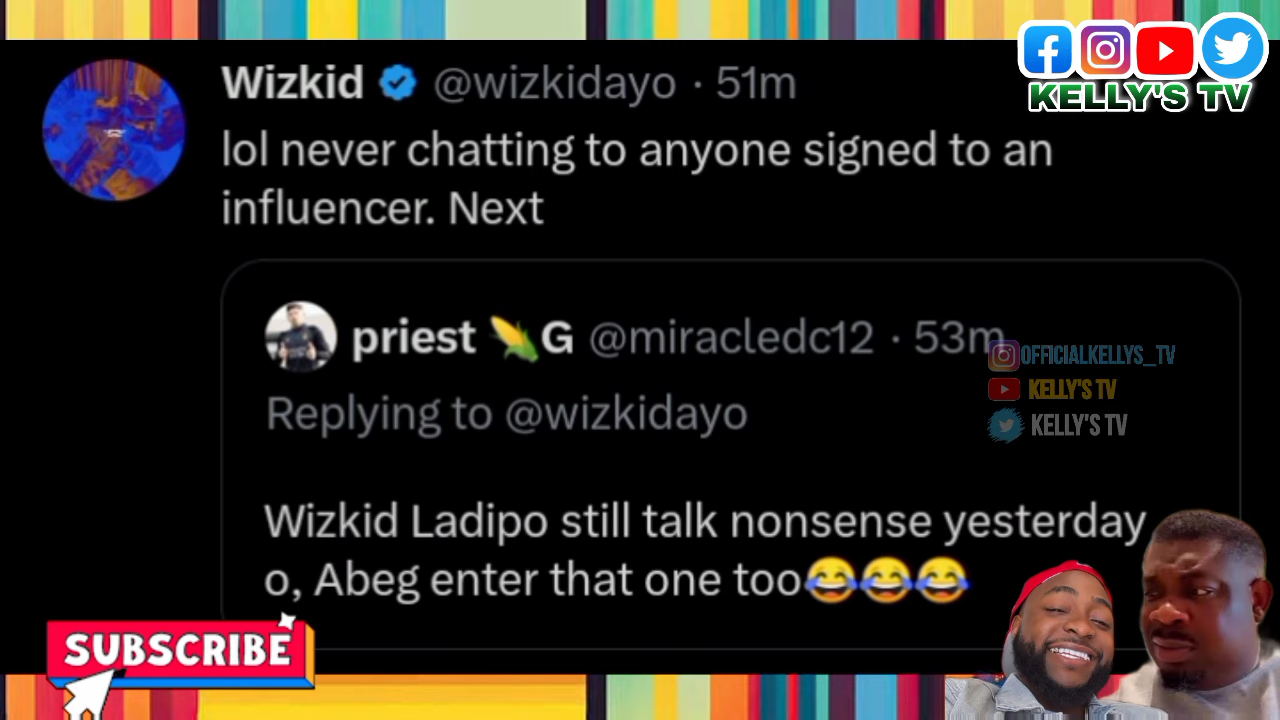 Wizkid @wizkidayo · 51m
lol never chatting to anyone signed to an
influencer. Next
KELLY'S TV
priest 🌽G @miracledc12 · 53m
Replying to @wizkidayo
OFFICIALKELLYS_TV
KELLY'S TV
KELLY'S TV
Wizkid Ladipo still talk nonsense yesterday
o, Abeg enter that one too😂😂😂
SUBSCRIBE